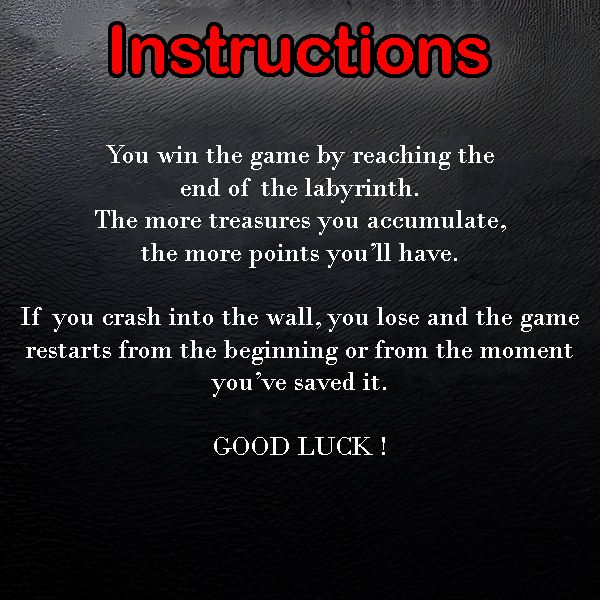 Instructions
You win the game by reaching the
end of the labyrinth.
The more treasures you accumulate,
the more points you'll have.
If you crash into the wall, you lose and the game
restarts from the beginning or from the moment
you've saved it.
GOOD LUCK !